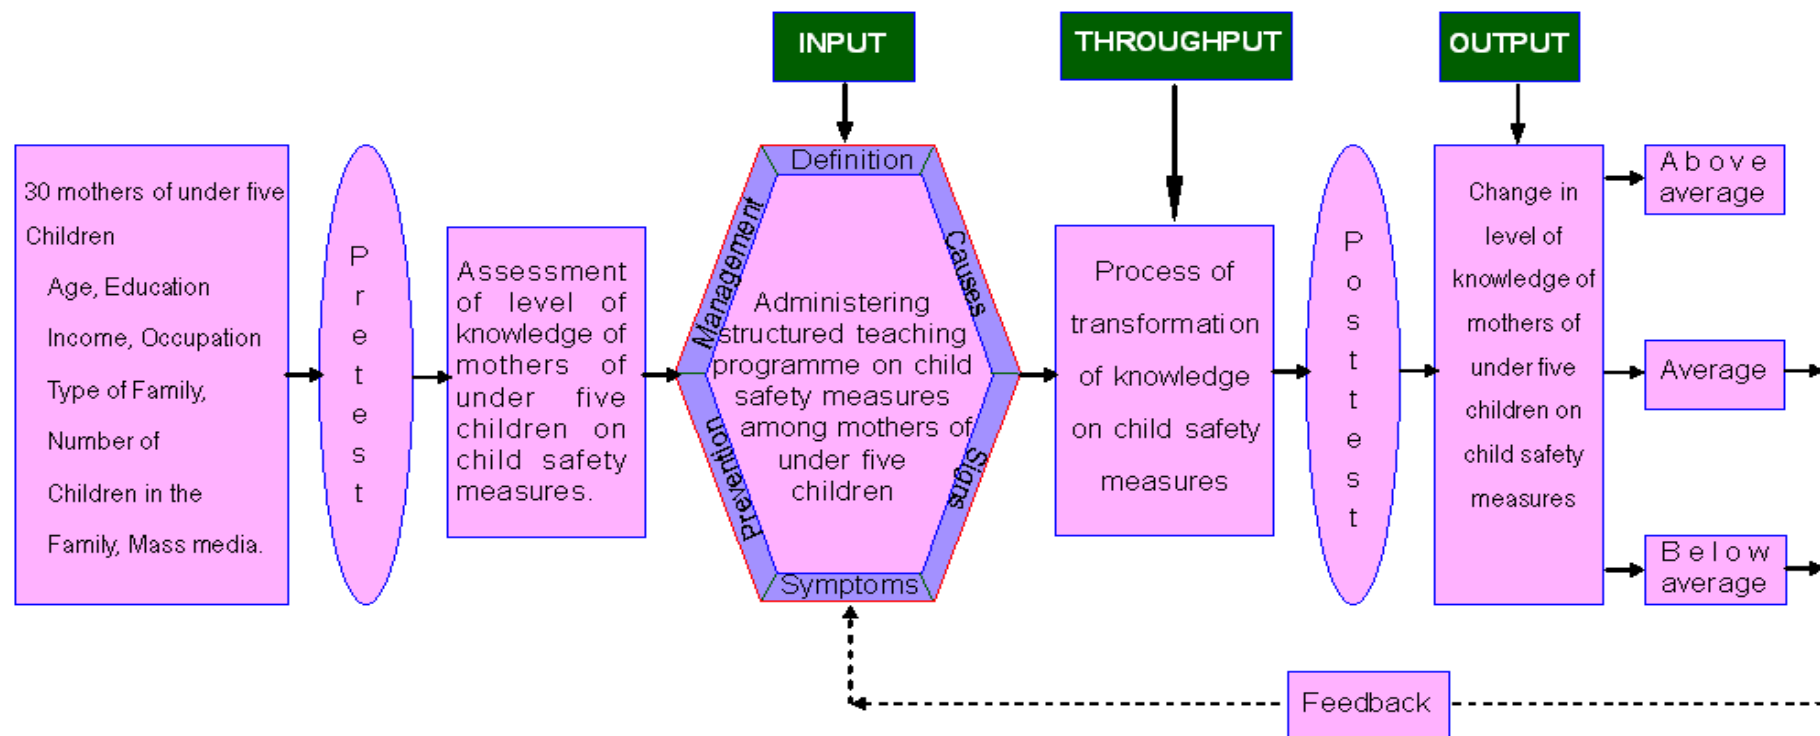 INPUT
THROUGHPUT
OUTPUT
30 mothers of under five
Children
Age, Education
Income, Occupation
Type of Family,
Number of
Children in the
Family, Mass media.
Pretest
Assessment
of level of
knowledge of
mothers of
under five
children on
child safety
measures.
Definition
Management
Causes
Administering
structured teaching
programme on child
safety measures
among mothers of
under five
children
Prevention
Signs
Symptoms
Process of
transformation
of knowledge
on child safety
measures
Posttest
Change in
level of
knowledge of
mothers of
under five
children on
child safety
measures
Above
average
Average
Below
average
Feedback